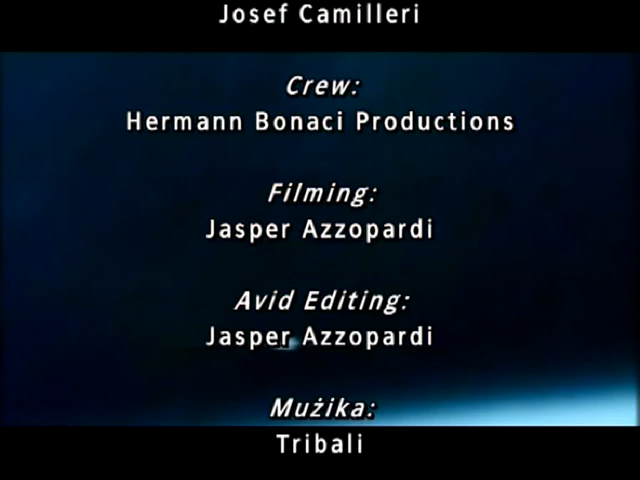 Josef Camilleri
Crew:
Hermann Bonaci Productions
Filming:
Jasper Azzopardi
Avid Editing:
Jasper Azzopardi
Mużika:
Tribali